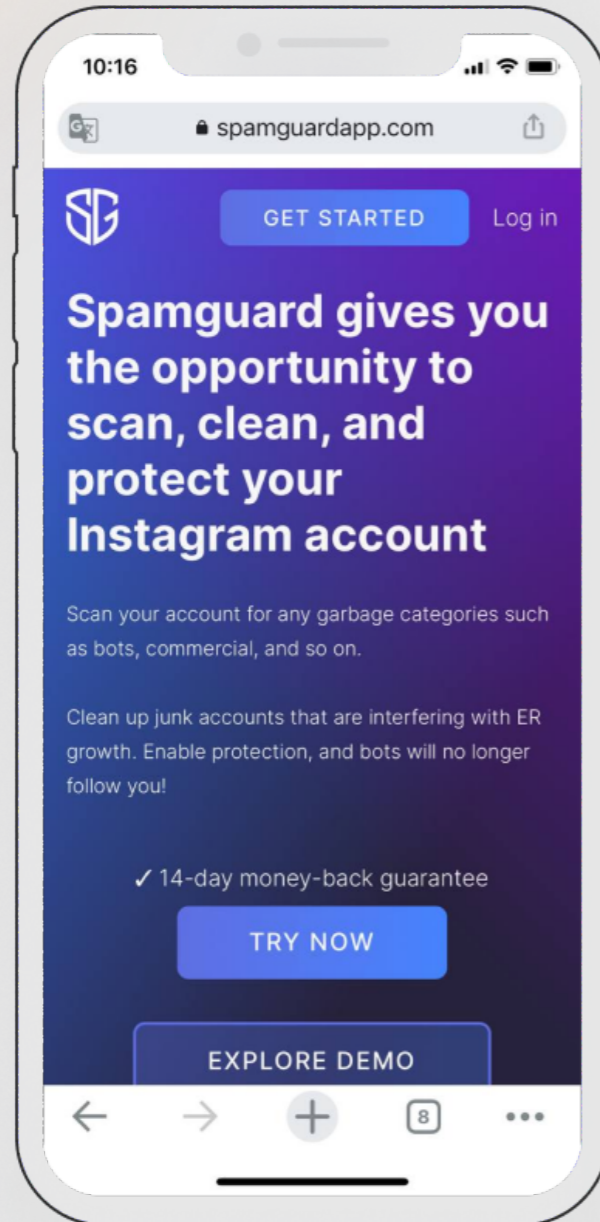 10:16
spamguardapp.com
SG
GET STARTED
Log in
Spamguard gives you
the opportunity to
scan, clean, and
protect your
Instagram account
Scan your account for any garbage categories such
as bots, commercial, and so on.
Clean up junk accounts that are interfering with ER
growth. Enable protection, and bots will no longer
follow you!
✓ 14-day money-back guarantee
TRY NOW
EXPLORE DEMO
8